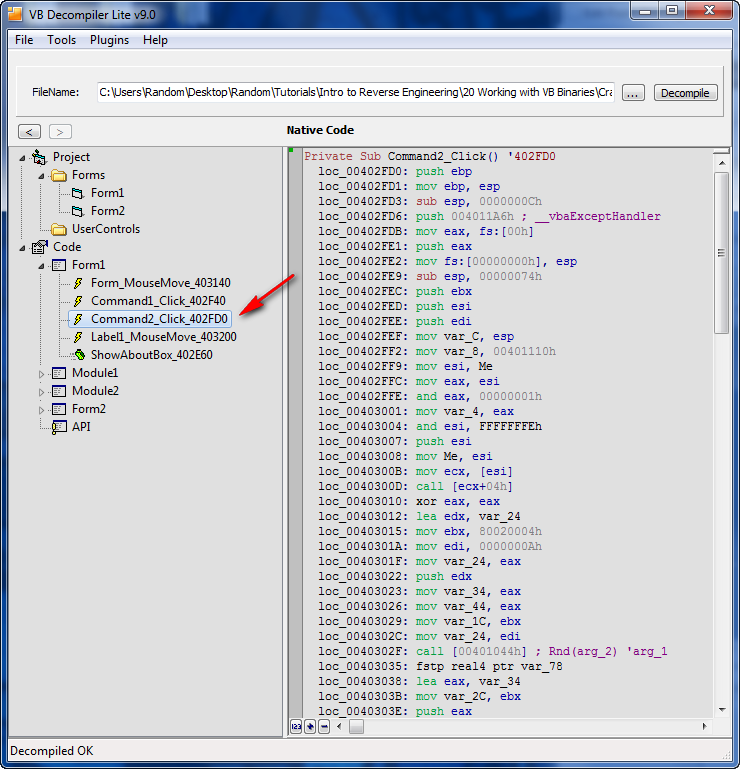 VB Decompiler Lite v9.0
File Tools Plugins Help
FileName: C:\Users\Random\Desktop\Random\Tutorials\Intro to Reverse Engineering\20 Working with VB Binaries\Cra ... Decompile
< > Native Code
Project
Forms
Form1
Form2
UserControls
Code
Form1
Form_MouseMove_403140
Command1_Click_402F40
Command2_Click_402FD0
Label1_MouseMove_403200
ShowAboutBox_402E60
Module1
Module2
Form2
API
Private Sub Command2_Click() '402FD0
loc_00402FD0: push ebp
loc_00402FD1: mov ebp, esp
loc_00402FD3: sub esp, 0000000Ch
loc_00402FD6: push 004011A6h ; __vbaExceptHandler
loc_00402FDB: mov eax, fs:[00h]
loc_00402FE1: push eax
loc_00402FE2: mov fs:[00000000h], esp
loc_00402FE9: sub esp, 00000074h
loc_00402FEC: push ebx
loc_00402FED: push esi
loc_00402FEE: push edi
loc_00402FEF: mov var_C, esp
loc_00402FF2: mov var_8, 00401110h
loc_00402FF9: mov esi, Me
loc_00402FFC: mov eax, esi
loc_00402FFE: and eax, 00000001h
loc_00403001: mov var_4, eax
loc_00403004: and esi, FFFFFFFEh
loc_00403007: push esi
loc_00403008: mov Me, esi
loc_0040300B: mov ecx, [esi]
loc_0040300D: call [ecx+04h]
loc_00403010: xor eax, eax
loc_00403012: lea edx, var_24
loc_00403015: mov ebx, 80020004h
loc_0040301A: mov edi, 0000000Ah
loc_0040301F: mov var_24, eax
loc_00403022: push edx
loc_00403023: mov var_34, eax
loc_00403026: mov var_44, eax
loc_00403029: mov var_1C, ebx
loc_0040302C: mov var_24, edi
loc_0040302F: call [00401044h] ; Rnd(arg_2) 'arg_1
loc_00403035: fstp real4 ptr var_78
loc_00403038: lea eax, var_34
loc_0040303B: mov var_2C, ebx
loc_0040303E: push eax
123
Decompiled OK